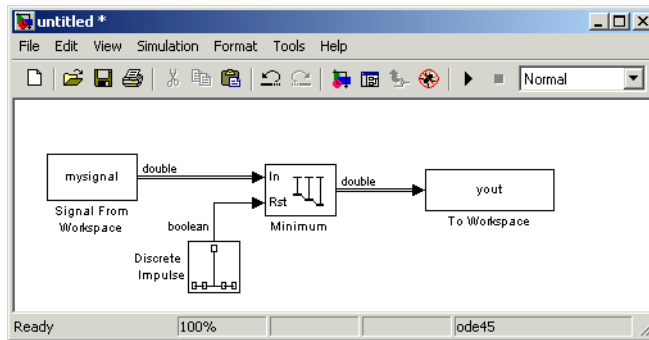 untitled *
File Edit View Simulation Format Tools Help
Normal
mysignal
double
In
Rst
double
yout
Signal From
Workspace
boolean
Minimum
To Workspace
Discrete
Impulse
Ready 100% ode45